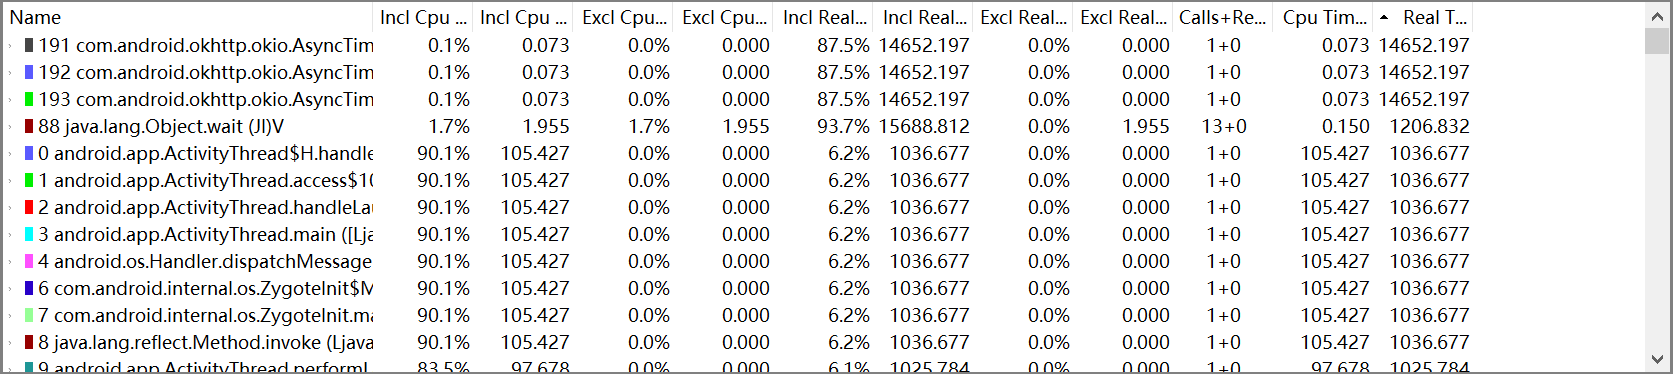 Name Incl Cpu ... Incl Cpu ... Excl Cpu... Excl Cpu... Incl Real... Incl Real... Excl Real... Excl Real... Calls+Re... Cpu Tim... Real T...
191 com.android.okhttp.okio.AsyncTim 0.1% 0.073 0.0% 0.000 87.5% 14652.197 0.0% 0.000 1+0 0.073 14652.197
192 com.android.okhttp.okio.AsyncTim 0.1% 0.073 0.0% 0.000 87.5% 14652.197 0.0% 0.000 1+0 0.073 14652.197
193 com.android.okhttp.okio.AsyncTim 0.1% 0.073 0.0% 0.000 87.5% 14652.197 0.0% 0.000 1+0 0.073 14652.197
88 java.lang.Object.wait (JI)V 1.7% 1.955 1.7% 1.955 93.7% 15688.812 0.0% 1.955 13+0 0.150 1206.832
0 android.app.ActivityThread$H.handle 90.1% 105.427 0.0% 0.000 6.2% 1036.677 0.0% 0.000 1+0 105.427 1036.677
1 android.app.ActivityThread.access$10 90.1% 105.427 0.0% 0.000 6.2% 1036.677 0.0% 0.000 1+0 105.427 1036.677
2 android.app.ActivityThread.handleLau 90.1% 105.427 0.0% 0.000 6.2% 1036.677 0.0% 0.000 1+0 105.427 1036.677
3 android.app.ActivityThread.main ([Lja 90.1% 105.427 0.0% 0.000 6.2% 1036.677 0.0% 0.000 1+0 105.427 1036.677
4 android.os.Handler.dispatchMessage 90.1% 105.427 0.0% 0.000 6.2% 1036.677 0.0% 0.000 1+0 105.427 1036.677
6 com.android.internal.os.ZygoteInit$M 90.1% 105.427 0.0% 0.000 6.2% 1036.677 0.0% 0.000 1+0 105.427 1036.677
7 com.android.internal.os.ZygoteInit.ma 90.1% 105.427 0.0% 0.000 6.2% 1036.677 0.0% 0.000 1+0 105.427 1036.677
8 java.lang.reflect.Method.invoke (Ljava 90.1% 105.427 0.0% 0.000 6.2% 1036.677 0.0% 0.000 1+0 105.427 1036.677
9 android.app.ActivityThread.performL 83.5% 97.678 0.0% 0.000 6.1% 1025.784 0.0% 0.000 1+0 97.678 1025.784